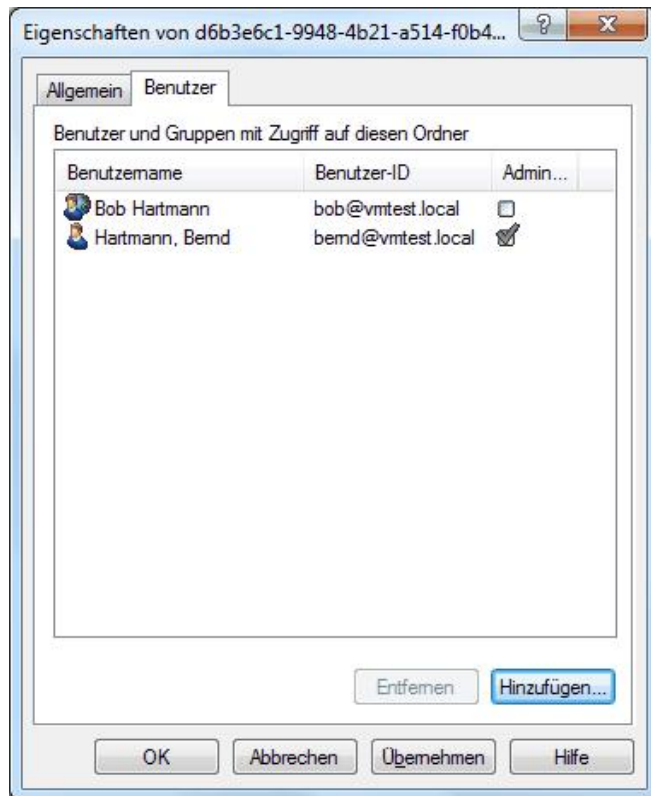 Eigenschaften von d6b3e6c1-9948-4b21-a514-f0b4...
Allgemein Benutzer
Benutzer und Gruppen mit Zugriff auf diesen Ordner
Benutzername Benutzer-ID Admin...
Bob Hartmann bob@vmtest.local
Hartmann, Bernd bernd@vmtest.local
Entfernen Hinzufügen...
OK Abbrechen Übernehmen Hilfe